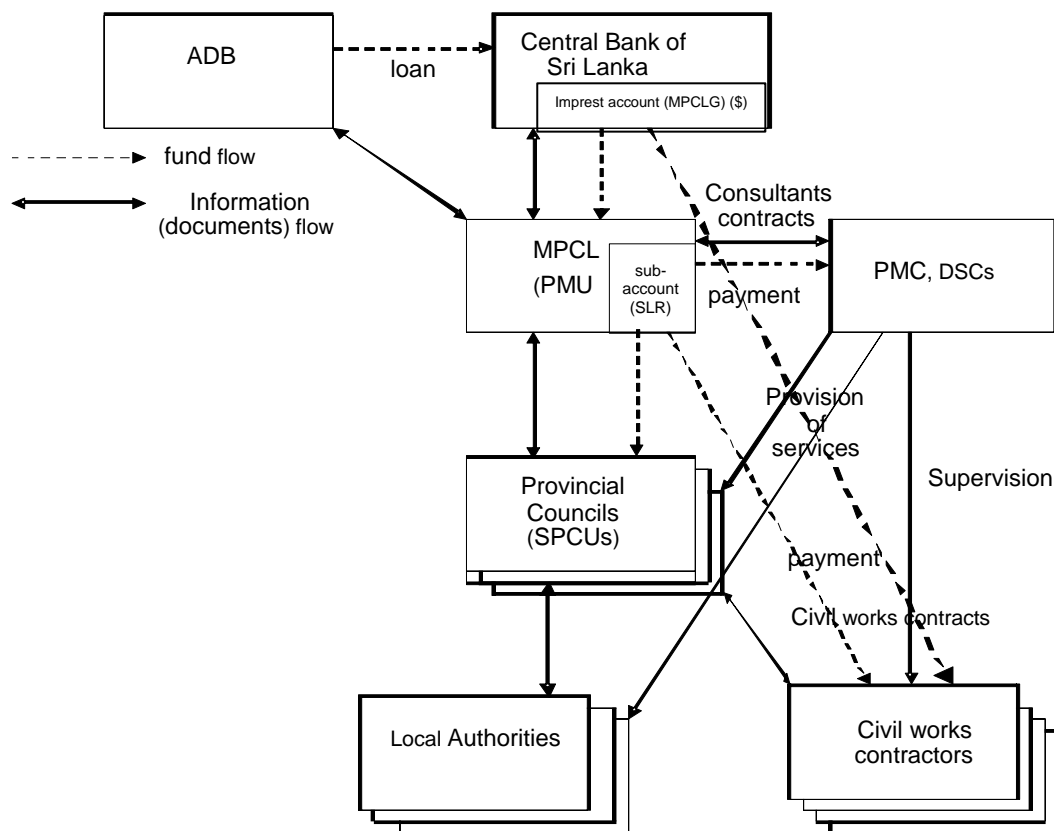 ADB
loan
Central Bank of
Sri Lanka
Imprest account (MPCLG) ($)
fund flow
Information
(documents) flow
Consultants
contracts
MPCL
(PMU
sub-
account
(SLR)
payment
PMC, DSCs
Provision
of
services
Provincial
Councils
(SPCUs)
Supervision
payment
Civil works contracts
Local Authorities
Civil works
contractors